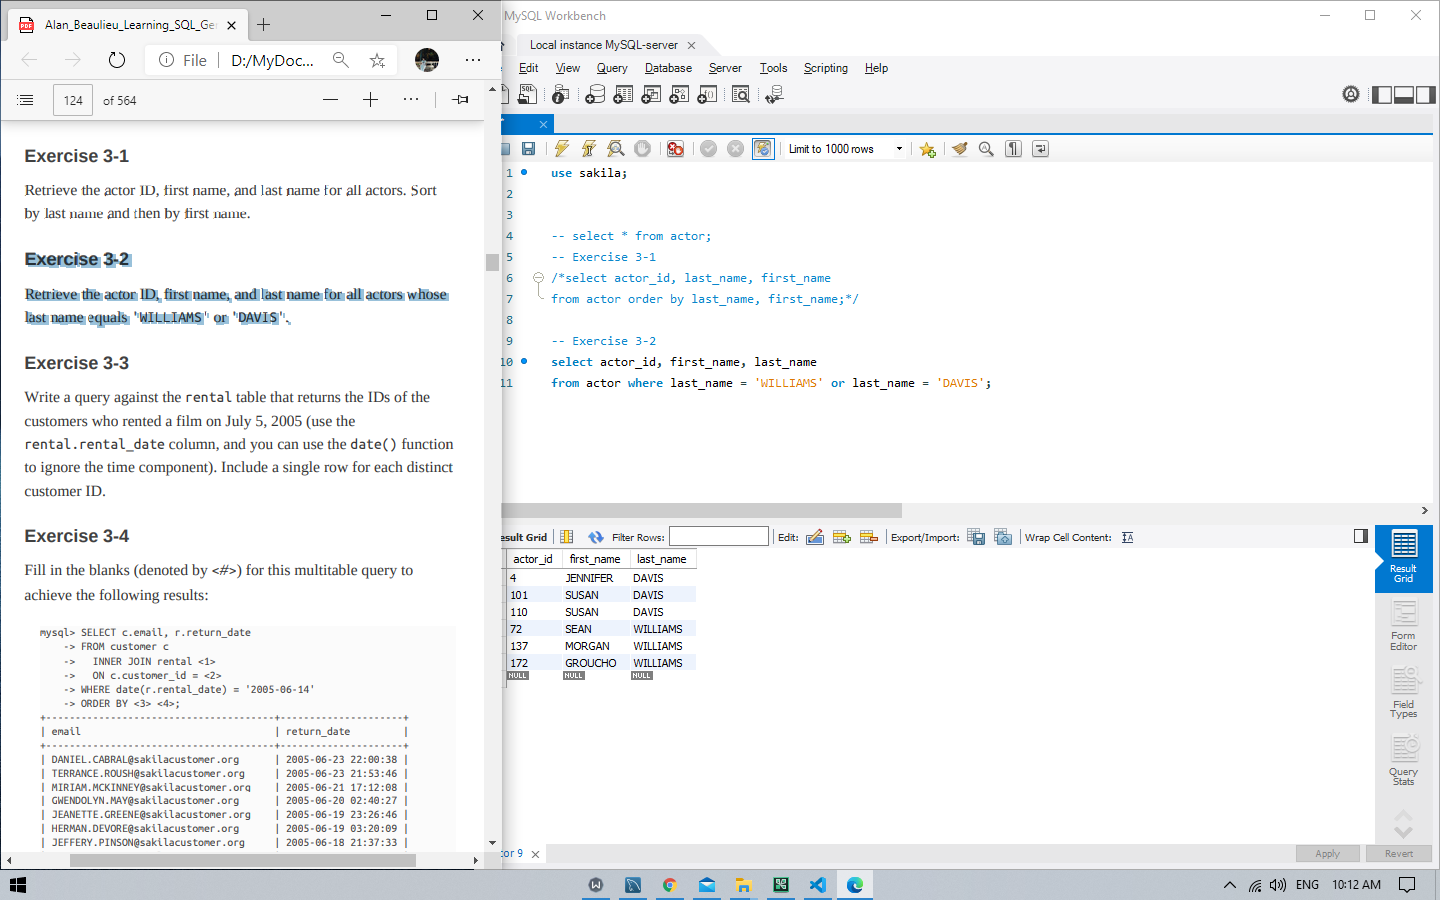 Alan_Beaulieu_Learning_SQL_Ge
File
D:/MyDoc...
124
of 564
Exercise 3-1
Retrieve the actor ID, first name, and last name for all actors. Sort
by last name and then by first name.
Exercise 3-2
Retrieve the actor ID, first name, and last name for all actors whose
last name equals 'WILLIAMS' or 'DAVIS'.
Exercise 3-3
Write a query against the rental table that returns the IDs of the
customers who rented a film on July 5, 2005 (use the
rental.rental_date column, and you can use the date() function
to ignore the time component). Include a single row for each distinct
customer ID.
Exercise 3-4
Fill in the blanks (denoted by <#>) for this multitable query to
achieve the following results:
mysql> SELECT c.email, r.return_date
-> FROM customer c
-> INNER JOIN rental <1>
-> ON c.customer_id = <2>
-> WHERE date(r.rental_date) = '2005-06-14'
-> ORDER BY <3> <4>;
+---------------------------------------+---------------------+
| email | return_date |
+---------------------------------------+---------------------+
| DANIEL.CABRAL@sakilacustomer.org | 2005-06-23 22:00:38 |
| TERRANCE.ROUSH@sakilacustomer.org | 2005-06-23 21:53:46 |
| MIRIAM.MCKINNEY@sakilacustomer.org | 2005-06-21 17:12:08 |
| GWENDOLYN.MAY@sakilacustomer.org | 2005-06-20 02:40:27 |
| JEANETTE.GREENE@sakilacustomer.org | 2005-06-19 23:26:46 |
| HERMAN.DEVORE@sakilacustomer.org | 2005-06-19 03:20:09 |
| JEFFERY.PINSON@sakilacustomer.org | 2005-06-18 21:37:33 |
MySQL Workbench
Local instance MySQL-server
Edit View Query Database Server Tools Scripting Help
Limit to 1000 rows
1 use sakila;
2
3
4 -- select * from actor;
5 -- Exercise 3-1
6 /*select actor_id, last_name, first_name
7 from actor order by last_name, first_name;*/
8
9 -- Exercise 3-2
10 select actor_id, first_name, last_name
11 from actor where last_name = 'WILLIAMS' or last_name = 'DAVIS';
esult Grid Filter Rows: Edit: Export/Import: Wrap Cell Content:
actor_id first_name last_name
4 JENNIFER DAVIS
101 SUSAN DAVIS
110 SUSAN DAVIS
72 SEAN WILLIAMS
137 MORGAN WILLIAMS
172 GROUCHO WILLIAMS
NULL NULL NULL
Result
Grid
Form
Editor
Field
Types
Query
Stats
tor 9
Apply Revert
ENG 10:12 AM